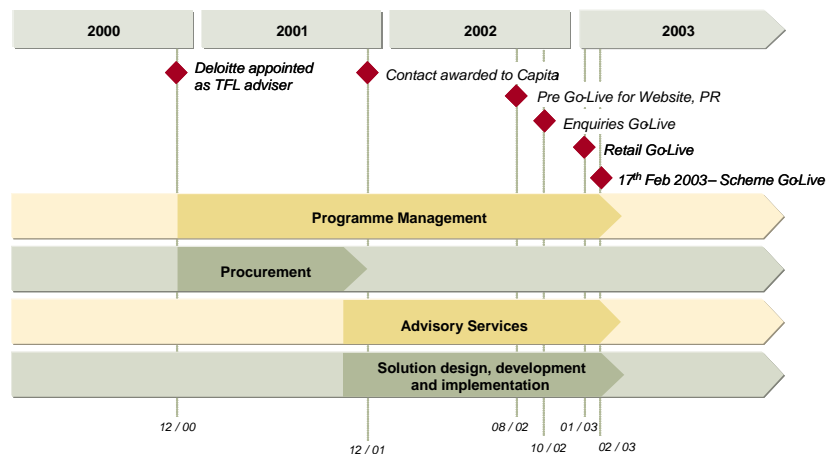 2000
2001
2002
2003
Deloitte appointed
as TFL adviser
Contact awarded to Capita
Pre Go-Live for Website, PR
Enquiries Go-Live
Retail Go-Live
17th Feb 2003– Scheme Go-Live
Programme Management
Procurement
Advisory Services
Solution design, development
and implementation
12 / 00
12 / 01
08 / 02
10 / 02
01 / 03
02 / 03